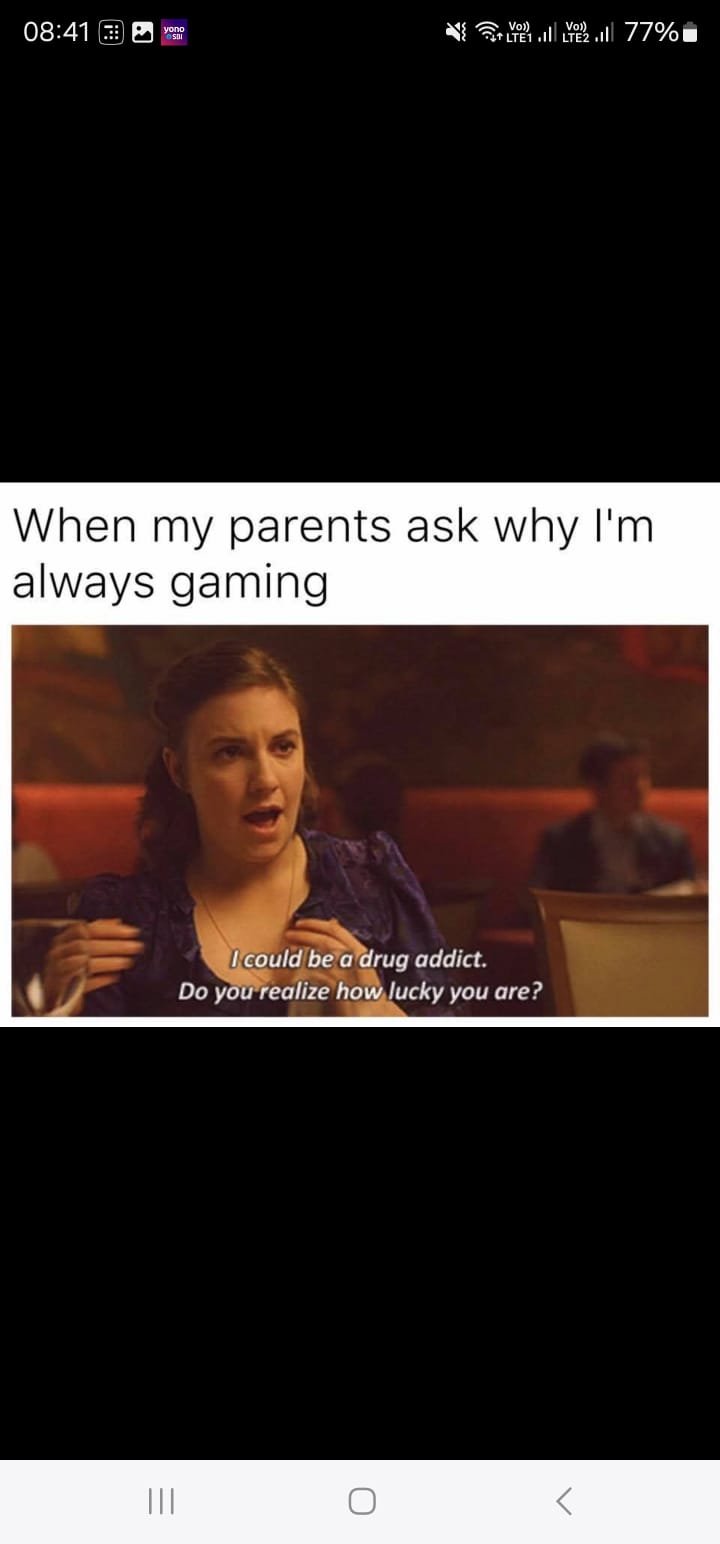 08:41 yono SBI Vo)) LTE1 Vo)) LTE2 77%
When my parents ask why I'm
always gaming
I could be a drug addict.
Do you realize how lucky you are?